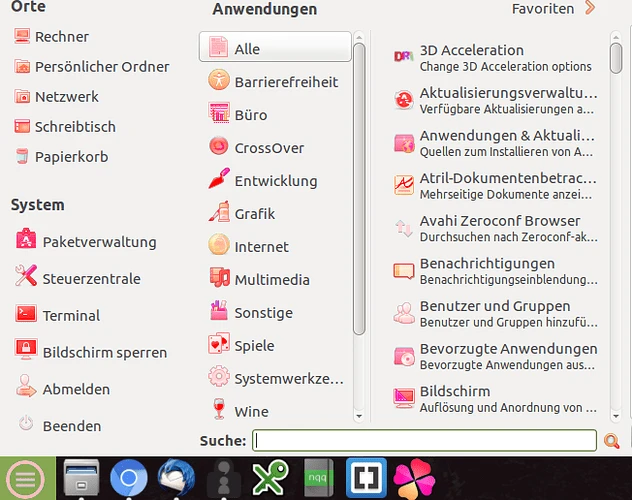 Orte
Rechner
Persönlicher Ordner
Netzwerk
Schreibtisch
Papierkorb
System
Paketverwaltung
Steuerzentrale
Terminal
Bildschirm sperren
Abmelden
Beenden
Anwendungen
Alle
Barrierefreiheit
Büro
CrossOver
Entwicklung
Grafik
Internet
Multimedia
Sonstige
Spiele
Systemwerkze...
Wine
Favoriten
3D Acceleration
Change 3D Acceleration options
Aktualisierungsverwaltu...
Verfügbare Aktualisierungen a...
Anwendungen & Aktuali...
Quellen zum Installieren von A...
Atril-Dokumentenbetrac...
Mehrseitige Dokumente anzei...
Avahi Zeroconf Browser
Durchsuchen nach Zeroconf-ak...
Benachrichtigungen
Benachrichtigungseinblendung...
Benutzer und Gruppen
Benutzer und Gruppen hinzufü...
Bevorzugte Anwendungen
Bevorzugte Anwendungen aus...
Bildschirm
Auflösung und Anordnung von ...
Suche:
nqq